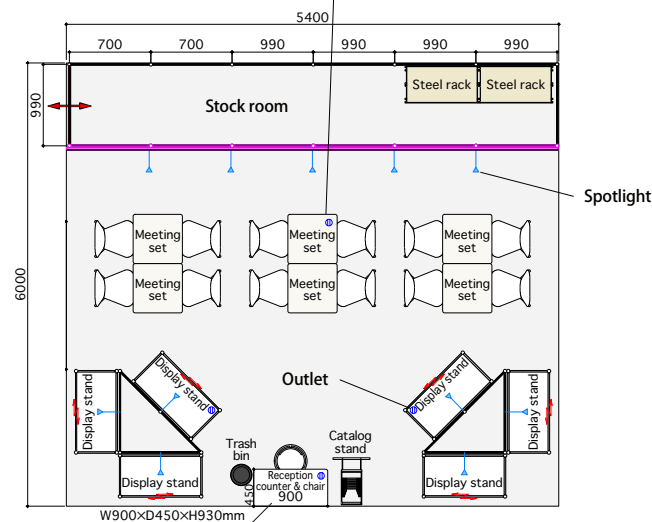 5400
700 700 990 990 990 990
990
Steel rack Steel rack
Stock room
Spotlight
6000
Meeting
set
Meeting
set
Meeting
set
Meeting
set
Meeting
set
Meeting
set
Display stand
Display stand
Outlet
Display stand
Display stand
Trash
bin
Catalog
stand
Display stand
Reception
counter & chair
450
900
Display stand
W900×D450×H930mm